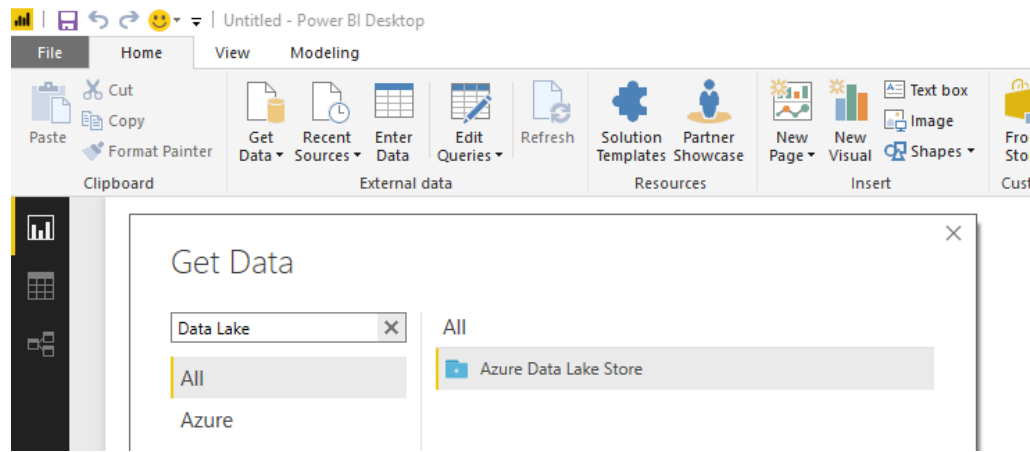 Untitled - Power BI Desktop
File Home View Modeling
Paste
Cut
Copy
Format Painter
Clipboard
Get Data
Recent Sources
Enter Data
Edit Queries
Refresh
External data
Solution Templates
Partner Showcase
Resources
New Page
New Visual
Text box
Image
Shapes
Insert
Get Data
Data Lake
All
Azure
All
Azure Data Lake Store